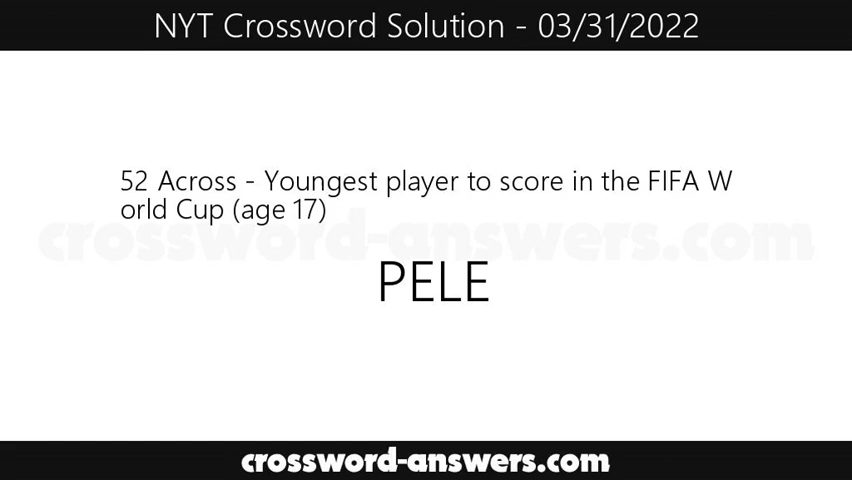 NYT Crossword Solution - 03/31/2022
52 Across - Youngest player to score in the FIFA W
orld Cup (age 17)
crossword-answers.com
PELE
crossword-answers.com